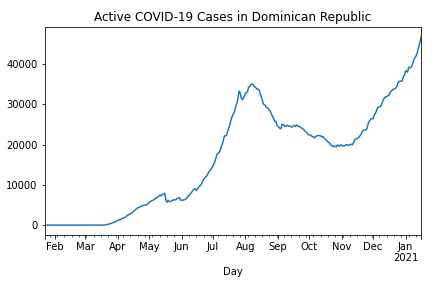 Active COVID-19 Cases in Dominican Republic
40000
30000
20000
10000
0
Feb Mar Apr May Jun Jul Aug Sep Oct Nov Dec Jan
2021
Day